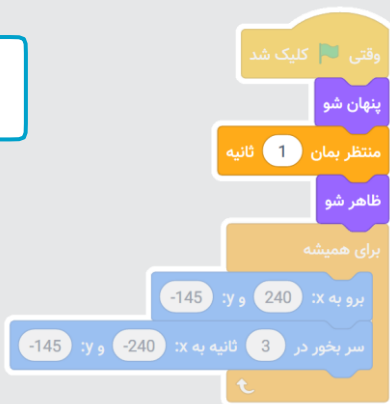 وقتی کلیک شد
پنهان شو
منتظر بمان 1 ثانیه
ظاهر شو
برای همیشه
برو به x: 240 و y: -145
سر بخور در 3 ثانیه به x: -240 و y: -145